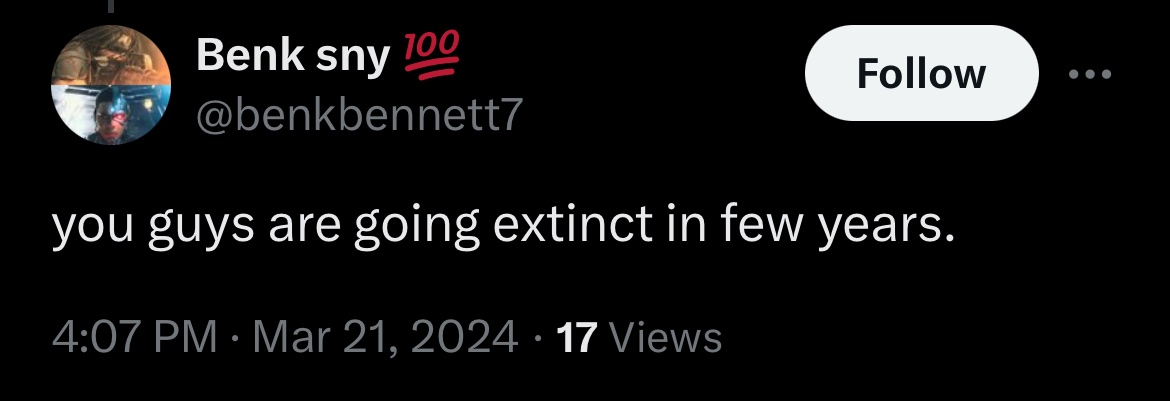 Benk sny 💯
@benkbennett7
Follow
you guys are going extinct in few years.
4:07 PM · Mar 21, 2024 · 17 Views